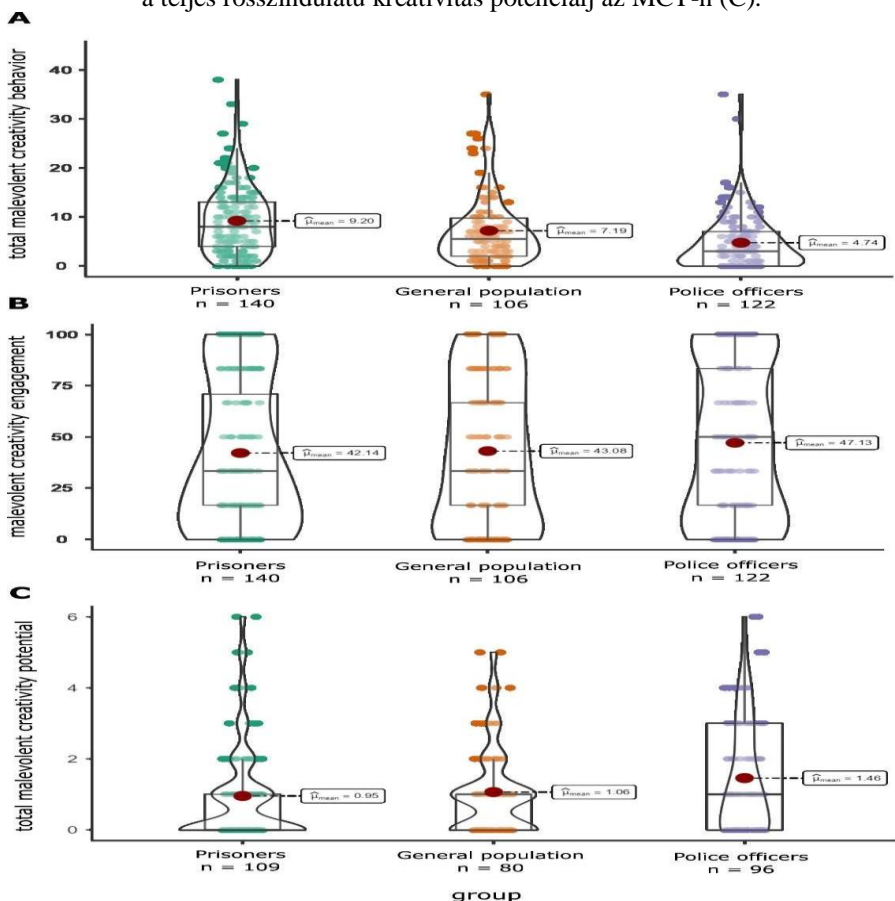 a teljes rosszindulatú kreativitás potenciálj az MCT-n (C).
A
total malevolent creativity behavior
40
30
20
10
0
μ̂mean = 9.20
μ̂mean = 7.19
μ̂mean = 4.74
Prisoners
n = 140
General population
n = 106
Police officers
n = 122
B
malevolent creativity engagement
100
75
50
25
0
μ̂mean = 42.14
μ̂mean = 43.08
μ̂mean = 47.13
Prisoners
n = 140
General population
n = 106
Police officers
n = 122
C
total malevolent creativity potential
6
4
2
0
μ̂mean = 0.95
μ̂mean = 1.06
μ̂mean = 1.46
Prisoners
n = 109
General population
n = 80
Police officers
n = 96
group